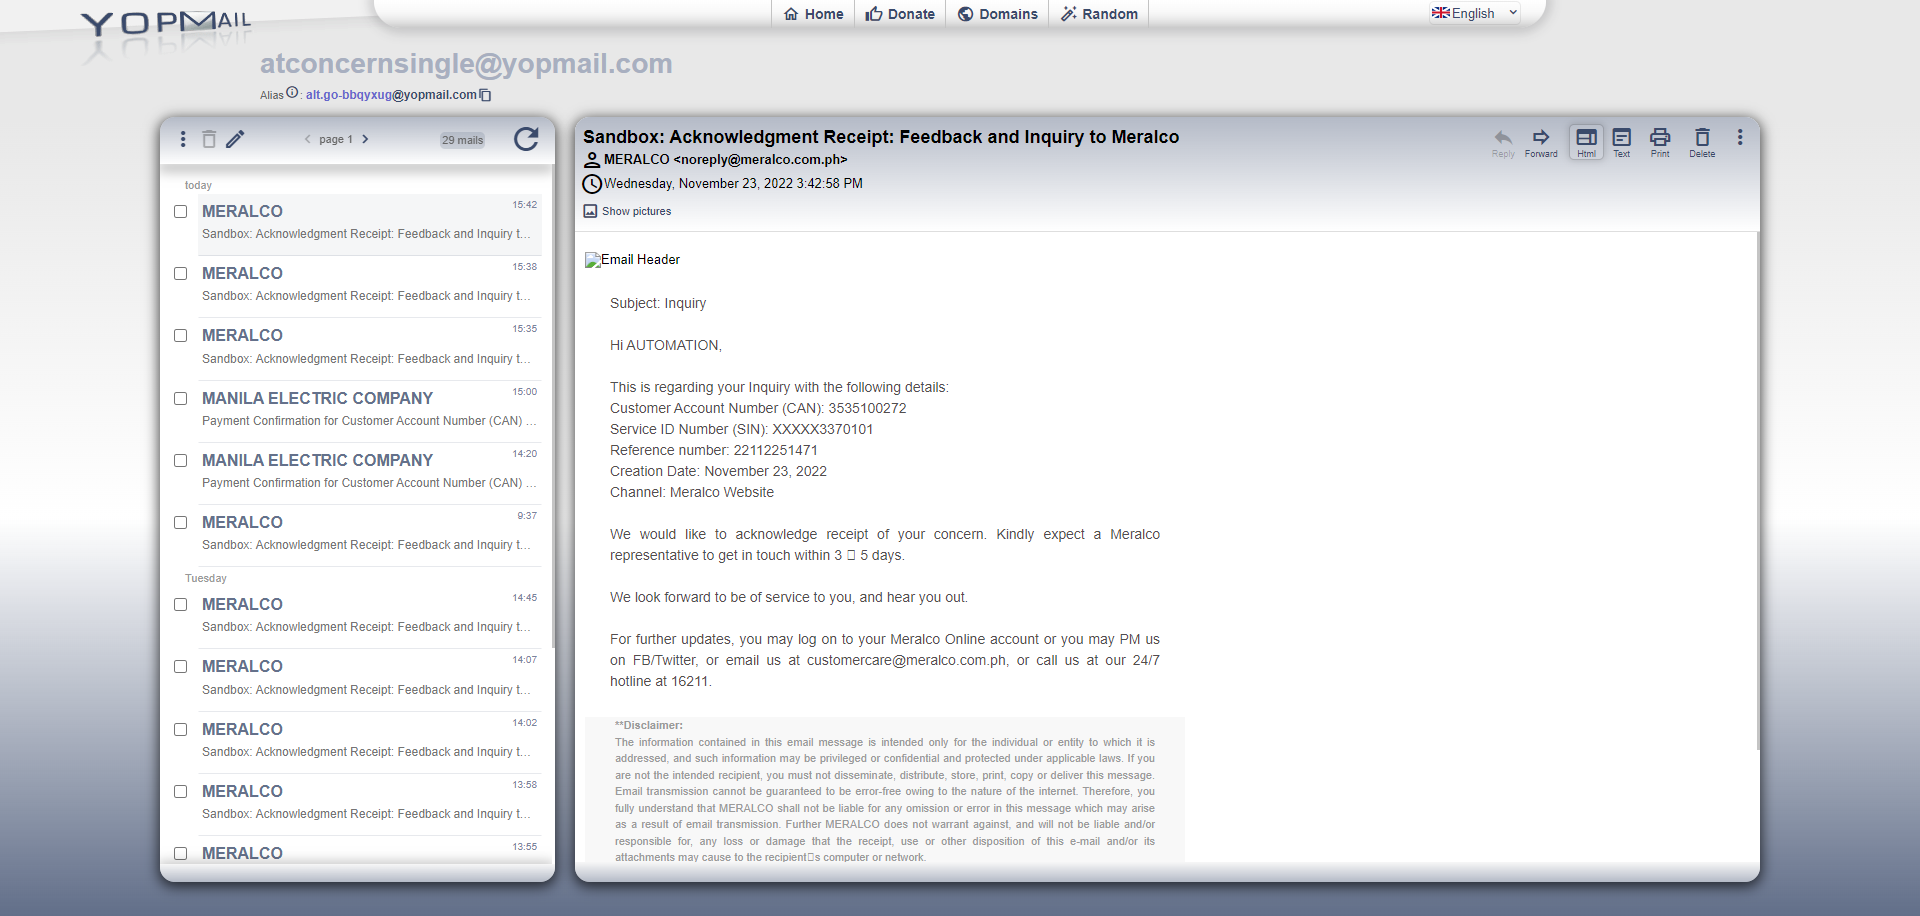 YOPMAIL
Home
Donate
Domains
Random
English
atconcernsingle@yopmail.com
Alias : alt.go-bbqyxug@yopmail.com
page 1
29 mails
today
MERALCO 15:42
Sandbox: Acknowledgment Receipt: Feedback and Inquiry t...
MERALCO 15:38
Sandbox: Acknowledgment Receipt: Feedback and Inquiry t...
MERALCO 15:35
Sandbox: Acknowledgment Receipt: Feedback and Inquiry t...
MANILA ELECTRIC COMPANY 15:00
Payment Confirmation for Customer Account Number (CAN) ...
MANILA ELECTRIC COMPANY 14:20
Payment Confirmation for Customer Account Number (CAN) ...
MERALCO 9:37
Sandbox: Acknowledgment Receipt: Feedback and Inquiry t...
Tuesday
MERALCO 14:45
Sandbox: Acknowledgment Receipt: Feedback and Inquiry t...
MERALCO 14:07
Sandbox: Acknowledgment Receipt: Feedback and Inquiry t...
MERALCO 14:02
Sandbox: Acknowledgment Receipt: Feedback and Inquiry t...
MERALCO 13:58
Sandbox: Acknowledgment Receipt: Feedback and Inquiry t...
MERALCO 13:55
Sandbox: Acknowledgment Receipt: Feedback and Inquiry to Meralco
MERALCO <noreply@meralco.com.ph>
Wednesday, November 23, 2022 3:42:58 PM
Show pictures
Reply
Forward
Html
Text
Print
Delete
Email Header
Subject: Inquiry
Hi AUTOMATION,
This is regarding your Inquiry with the following details:
Customer Account Number (CAN): 3535100272
Service ID Number (SIN): XXXXX3370101
Reference number: 22112251471
Creation Date: November 23, 2022
Channel: Meralco Website
We would like to acknowledge receipt of your concern. Kindly expect a Meralco
representative to get in touch within 3 &#x25AF; 5 days.
We look forward to be of service to you, and hear you out.
For further updates, you may log on to your Meralco Online account or you may PM us
on FB/Twitter, or email us at customercare@meralco.com.ph, or call us at our 24/7
hotline at 16211.
**Disclaimer:
The information contained in this email message is intended only for the individual or entity to which it is
addressed, and such information may be privileged or confidential and protected under applicable laws. If you
are not the intended recipient, you must not disseminate, distribute, store, print, copy or deliver this message.
Email transmission cannot be guaranteed to be error-free owing to the nature of the internet. Therefore, you
fully understand that MERALCO shall not be liable for any omission or error in this message which may arise
as a result of email transmission. Further MERALCO does not warrant against, and will not be liable and/or
responsible for, any loss or damage that the receipt, use or other disposition of this e-mail and/or its
attachments may cause to the recipient▯s computer or network.